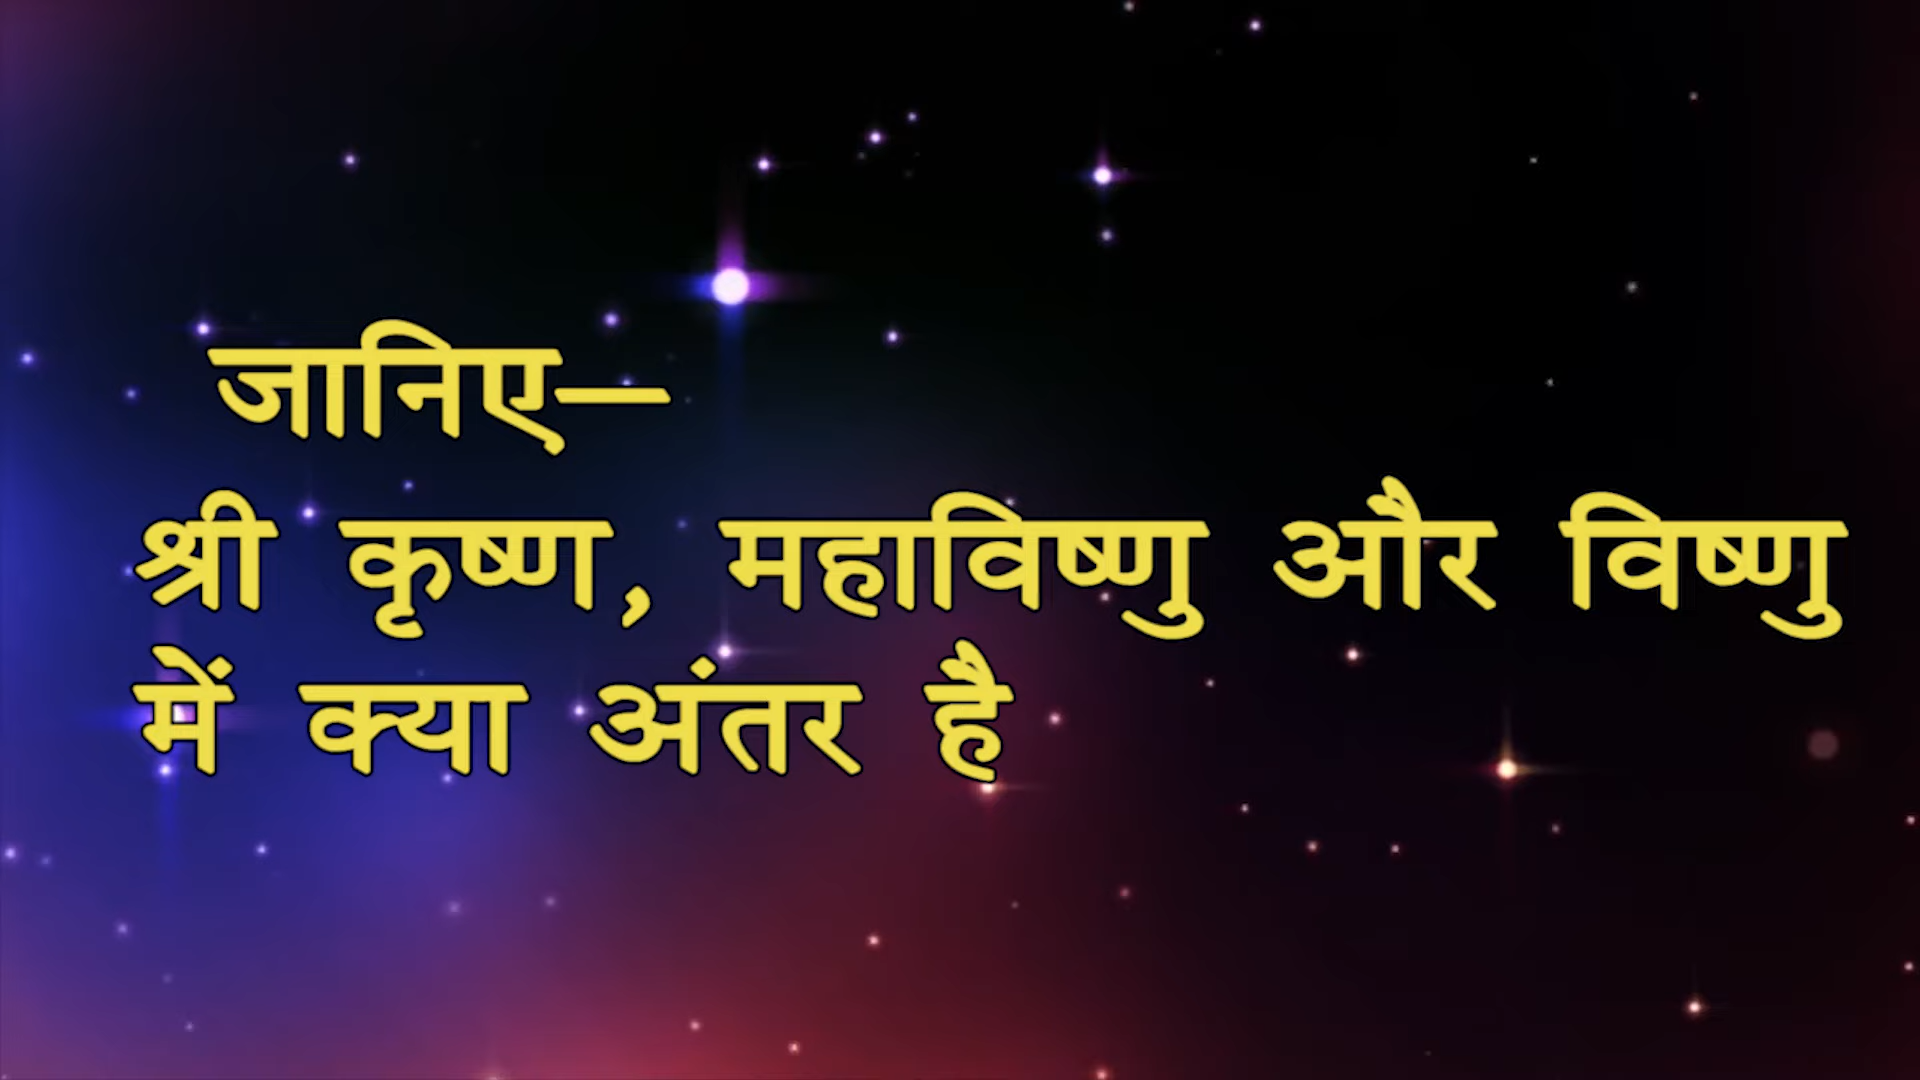 जानिए—
श्री कृष्ण, महाविष्णु और विष्णु
में क्या अंतर है